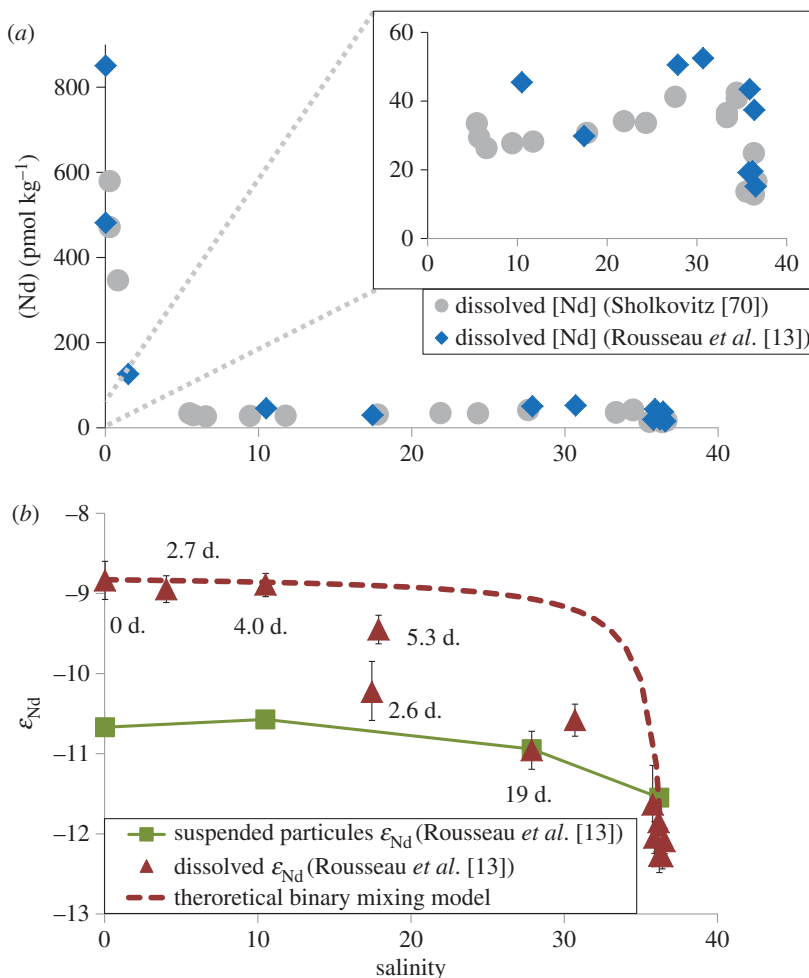 (a)
800
600
400
200
0
(Nd) (pmol kg−1)
0 10 20 30 40
60
40
20
0
0 10 20 30 40
dissolved [Nd] (Sholkovitz [70])
dissolved [Nd] (Rousseau et al. [13])
(b)
−8
−9
−10
−11
−12
−13
εNd
2.7 d.
0 d.
4.0 d.
5.3 d.
2.6 d.
19 d.
suspended particules εNd (Rousseau et al. [13])
dissolved εNd (Rousseau et al. [13])
theroretical binary mixing model
0 10 20 30 40
salinity